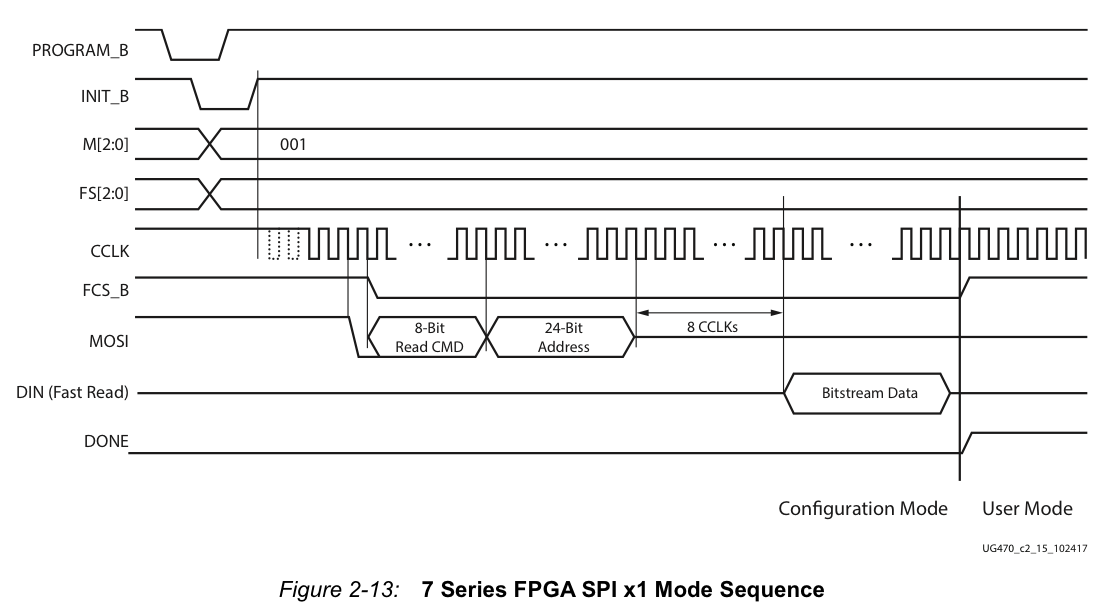 PROGRAM_B
INIT_B
M[2:0]
001
FS[2:0]
CCLK
... ... ... ...
FCS_B
MOSI
8-Bit
Read CMD
24-Bit
Address
8 CCLKs
DIN (Fast Read)
Bitstream Data
DONE
Configuration Mode
User Mode
UG470_c2_15_102417
Figure 2-13: 7 Series FPGA SPI x1 Mode Sequence